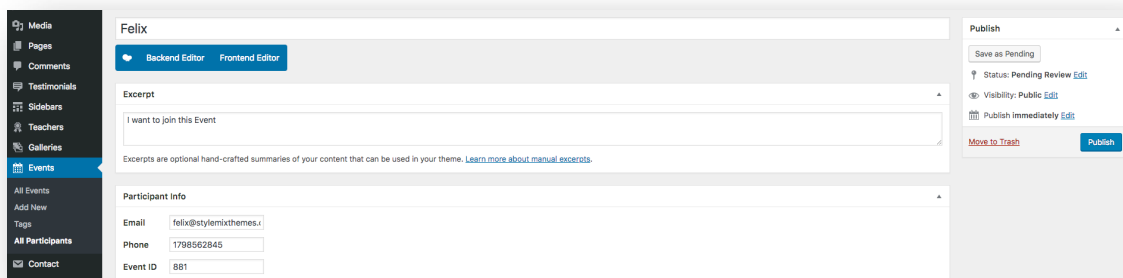 Media
Pages
Comments
Testimonials
Sidebars
Teachers
Galleries
Events
All Events
Add New
Tags
All Participants
Contact
Felix
Backend Editor Frontend Editor
Excerpt
I want to join this Event
Excerpts are optional hand-crafted summaries of your content that can be used in your theme. Learn more about manual excerpts.
Participant Info
Email felix@stylemixthemes.c
Phone 1798562845
Event ID 881
Publish
Save as Pending
Status: Pending Review Edit
Visibility: Public Edit
Publish immediately Edit
Move to Trash Publish